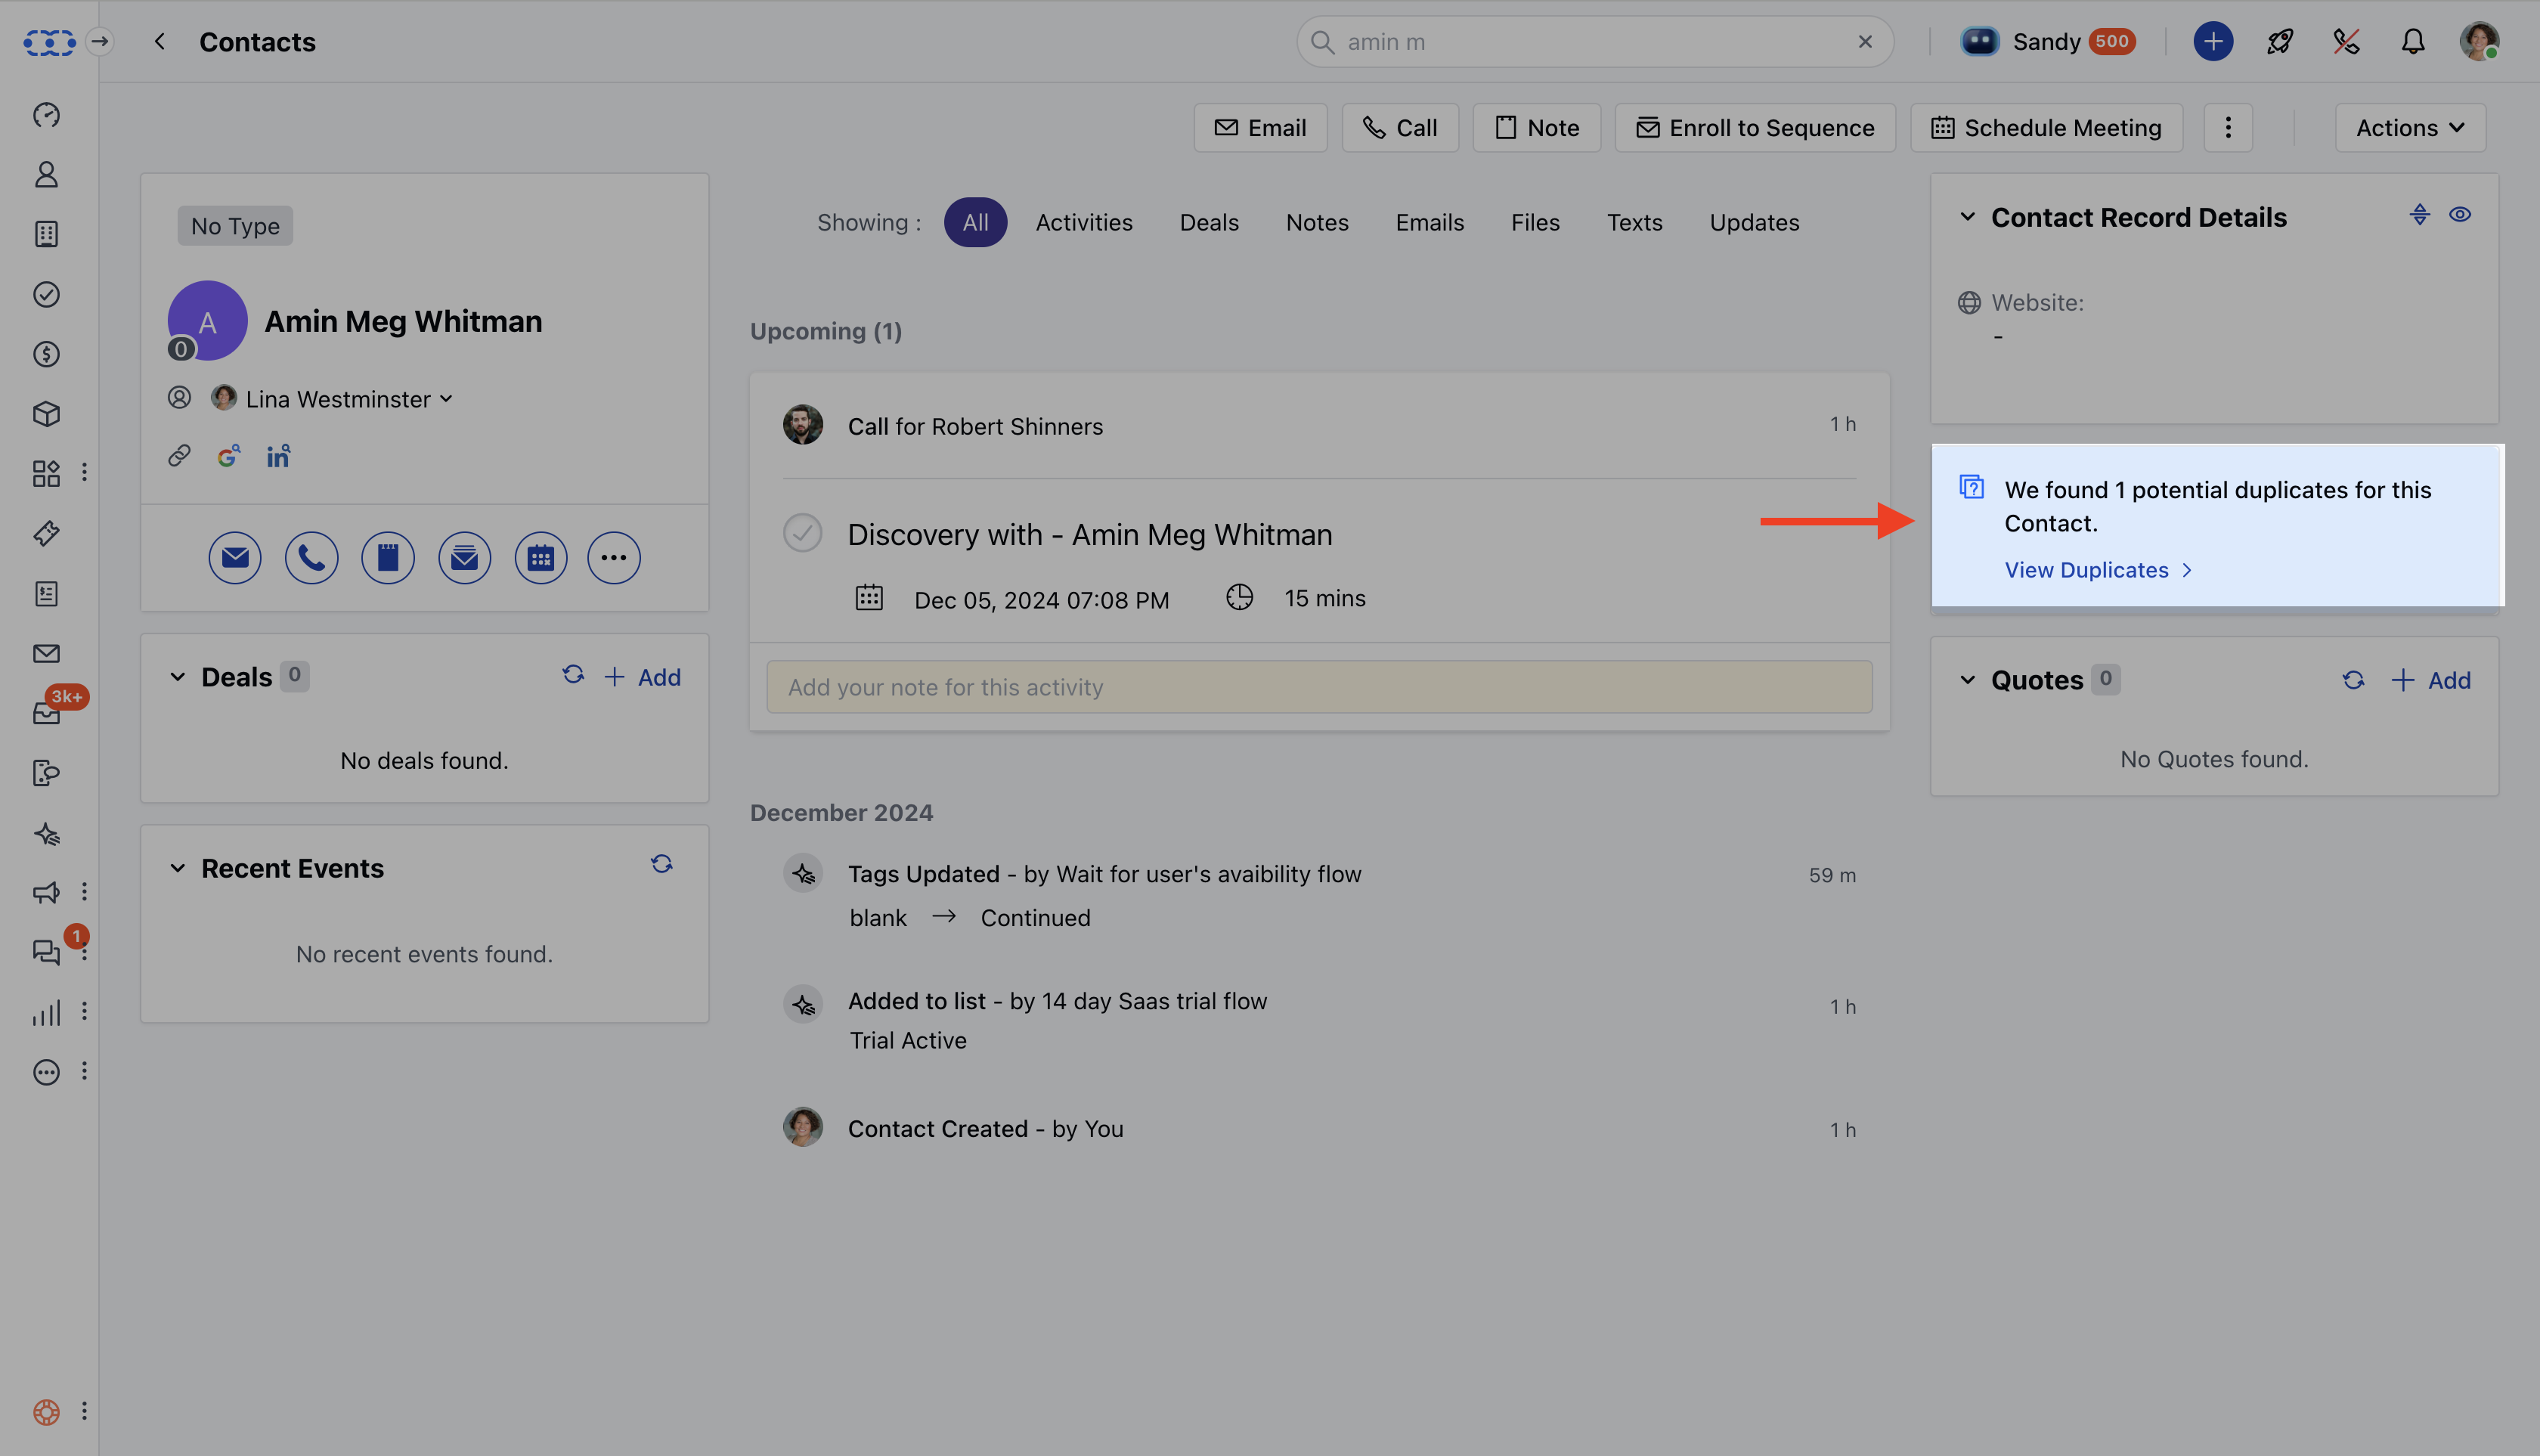 Contacts
amin m
Sandy 500
Email
Call
Note
Enroll to Sequence
Schedule Meeting
Actions
No Type
A
0
Amin Meg Whitman
Lina Westminster
Deals 0
Add
No deals found.
Recent Events
No recent events found.
3k+
1
Showing :
All
Activities
Deals
Notes
Emails
Files
Texts
Updates
Upcoming (1)
Call for Robert Shinners
1 h
Discovery with - Amin Meg Whitman
Dec 05, 2024 07:08 PM
15 mins
Add your note for this activity
December 2024
Tags Updated - by Wait for user's avaibility flow
59 m
blank → Continued
Added to list - by 14 day Saas trial flow
1 h
Trial Active
Contact Created - by You
1 h
Contact Record Details
Website:
-
We found 1 potential duplicates for this
Contact.
View Duplicates
Quotes 0
Add
No Quotes found.